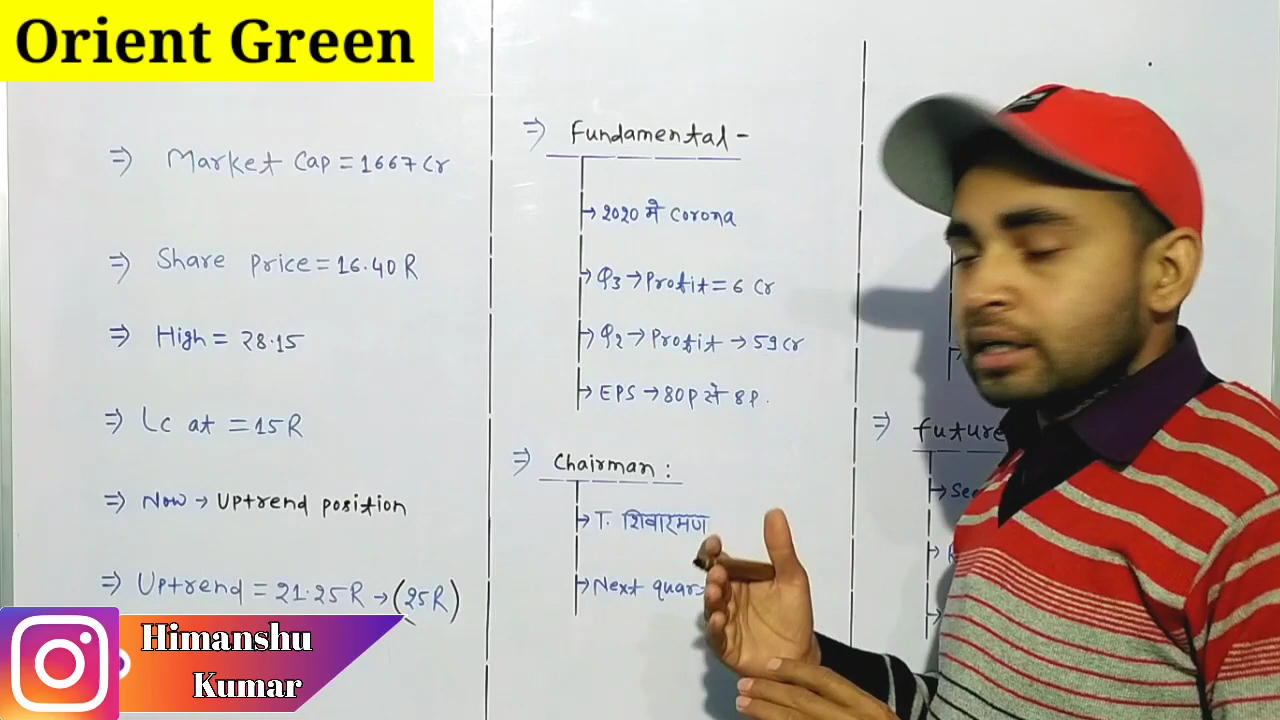 Orient Green
⇒ Market Cap = 1667 Cr
⇒ Share price = 16.40 R
⇒ High = 28.15
⇒ Lc at = 15 R
⇒ Now → Uptrend position
⇒ Uptrend = 21.25 R → (25 R)
⇒ Fundamental -
→ 2020 में Corona
→ Q3 → Profit = 6 Cr
→ Q2 → Profit → 59 Cr
→ EPS → 80P से 8P.
⇒ Chairman :
→ T. शिवारमण
→ Next
⇒ Future
Himanshu
Kumar